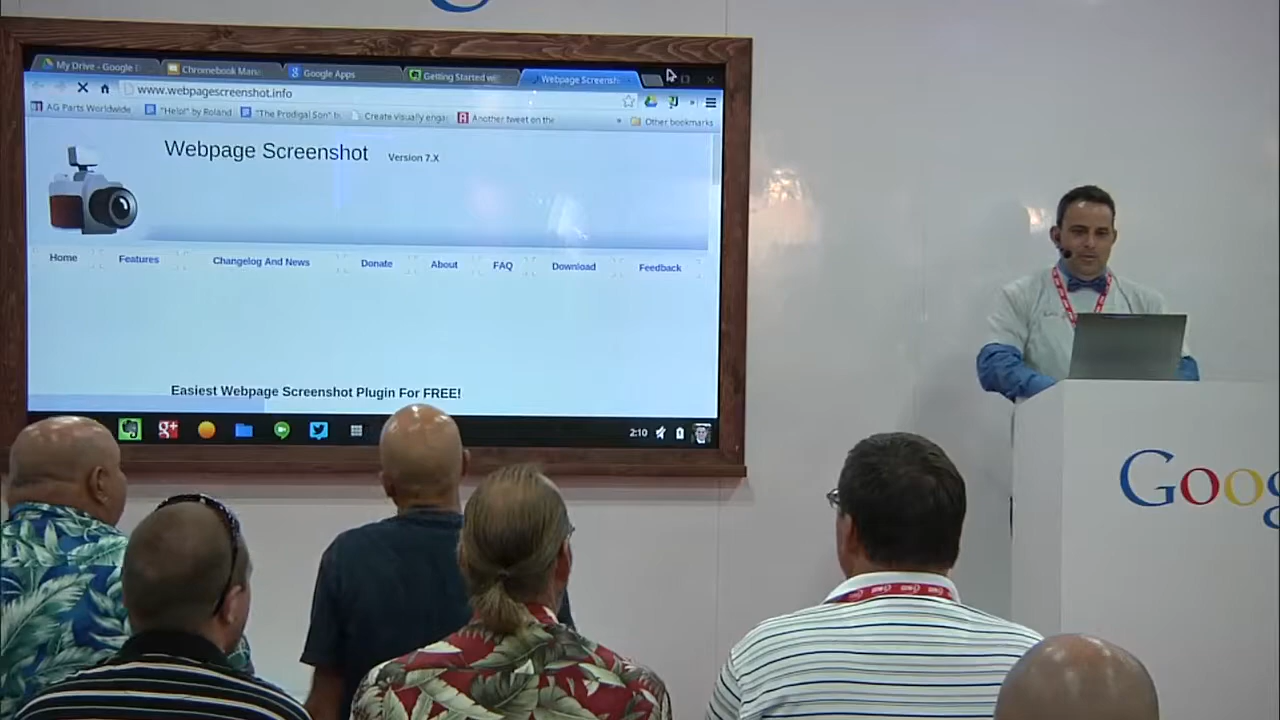 My Drive - Google D
Chromebook Mana
Google Apps
Getting Started wi
Webpage Screensh
www.webpagescreenshot.info
AG Parts Worldwide
"Help!" by Roland
"The Prodigal Son" b
Create visually enga
Another tweet on the
Other bookmarks
Webpage Screenshot
Version 7.X
Home
Features
Changelog And News
Donate
About
FAQ
Download
Feedback
Easiest Webpage Screenshot Plugin For FREE!
2:10
Goog